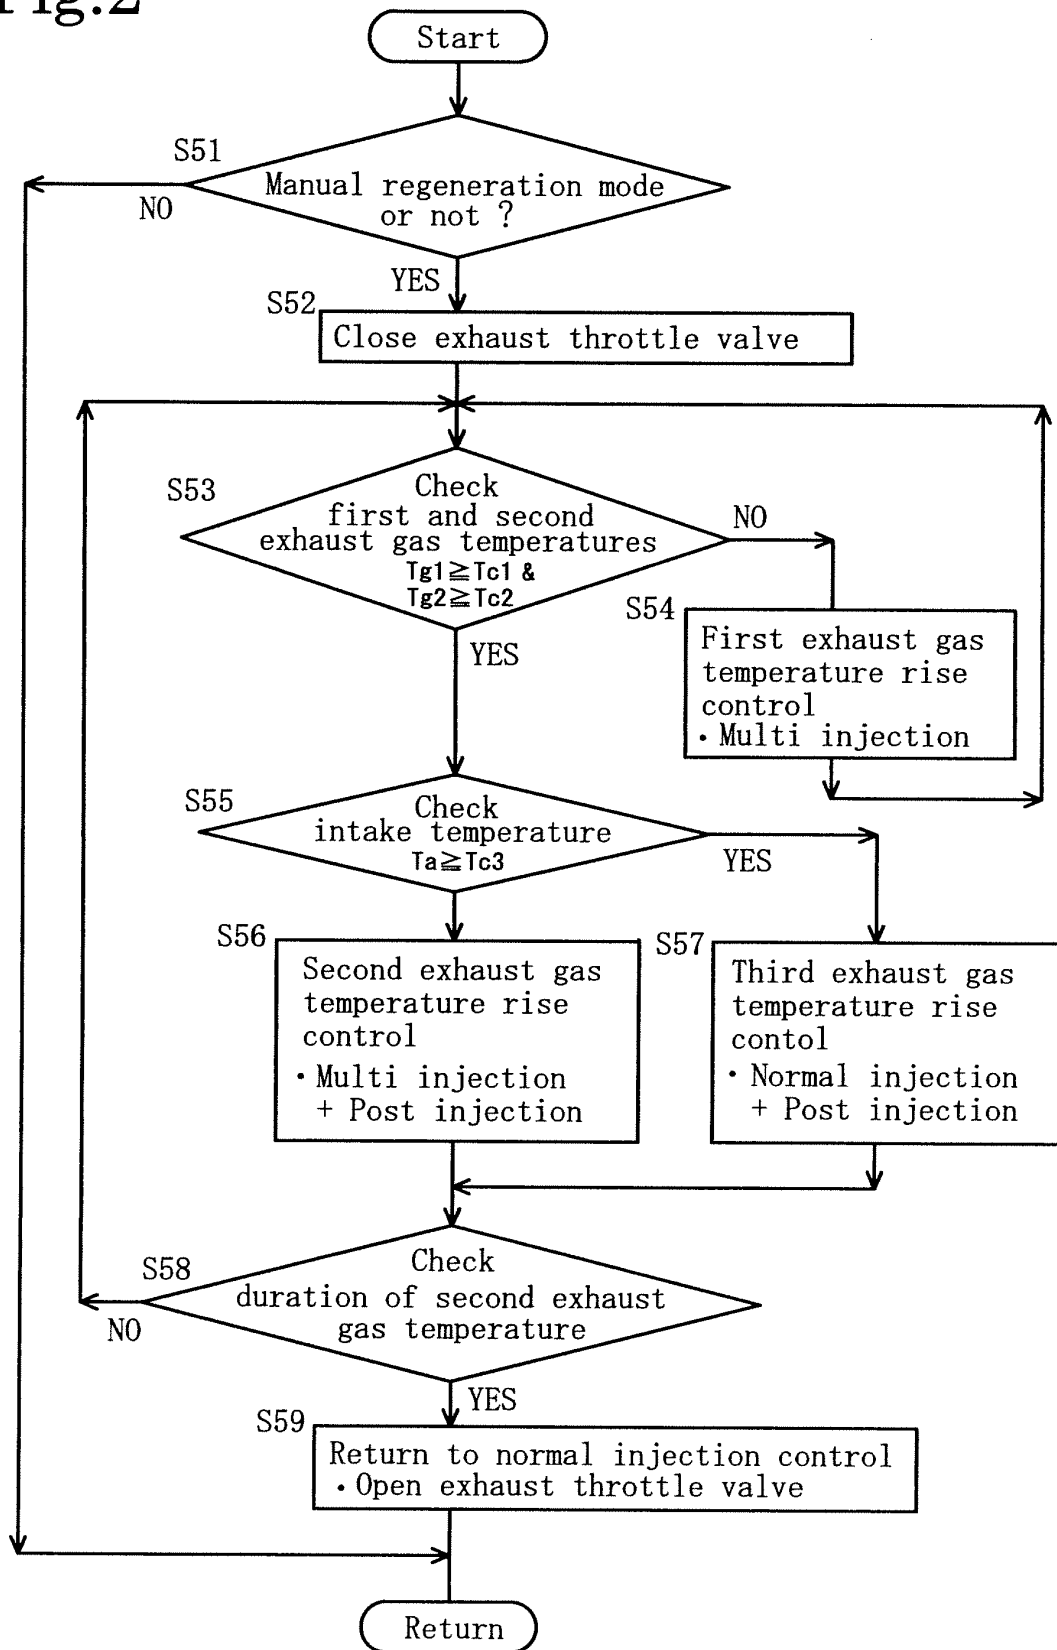 Fig.2
Start
S51
Manual regeneration mode
or not ?
NO
YES
S52
Close exhaust throttle valve
S53
Check
first and second
exhaust gas temperatures
Tg1≧Tc1 &
Tg2≧Tc2
NO
YES
S54
First exhaust gas
temperature rise
control
・Multi injection
S55
Check
intake temperature
Ta≧Tc3
YES
S56
Second exhaust gas
temperature rise
control
・Multi injection
+ Post injection
S57
Third exhaust gas
temperature rise
contol
・Normal injection
+ Post injection
S58
Check
duration of second exhaust
gas temperature
NO
YES
S59
Return to normal injection control
・Open exhaust throttle valve
Return